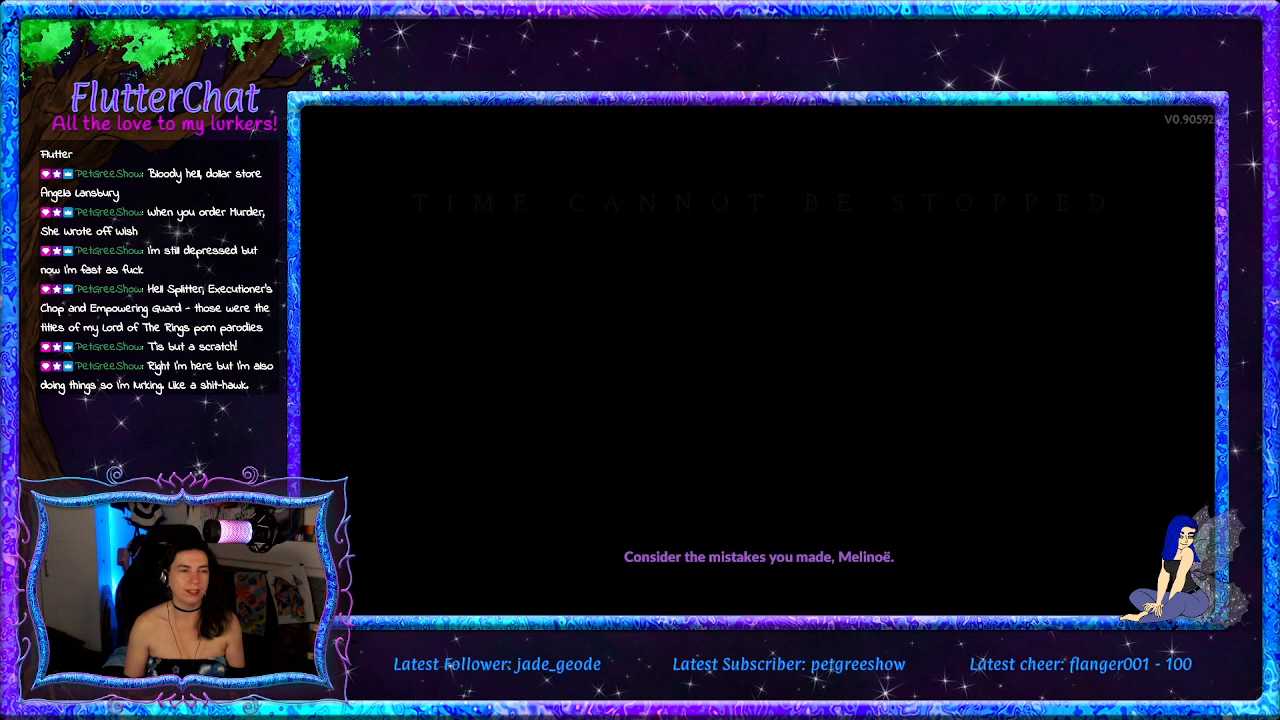 FlutterChat
All the love to my lurkers!
Flutter
PetGreeShow: Bloody hell, dollar store
Angela Lansbury
PetGreeShow: When you order Murder,
She Wrote off Wish
PetGreeShow: I'm still depressed but
now I'm fast as fuck
PetGreeShow: Hell Splitter, Executioner's
Chop and Empowering Guard - those were the
titles of my Lord of The Rings porn parodies
PetGreeShow: Tis but a scratch!
PetGreeShow: Right I'm here but I'm also
doing things so I'm lurking. Like a shit-hawk.
V0.90592
TIME CANNOT BE STOPPED
Consider the mistakes you made, Melinoë.
Latest Follower: jade_geode
Latest Subscriber: petgreeshow
Latest cheer: flanger001 - 100